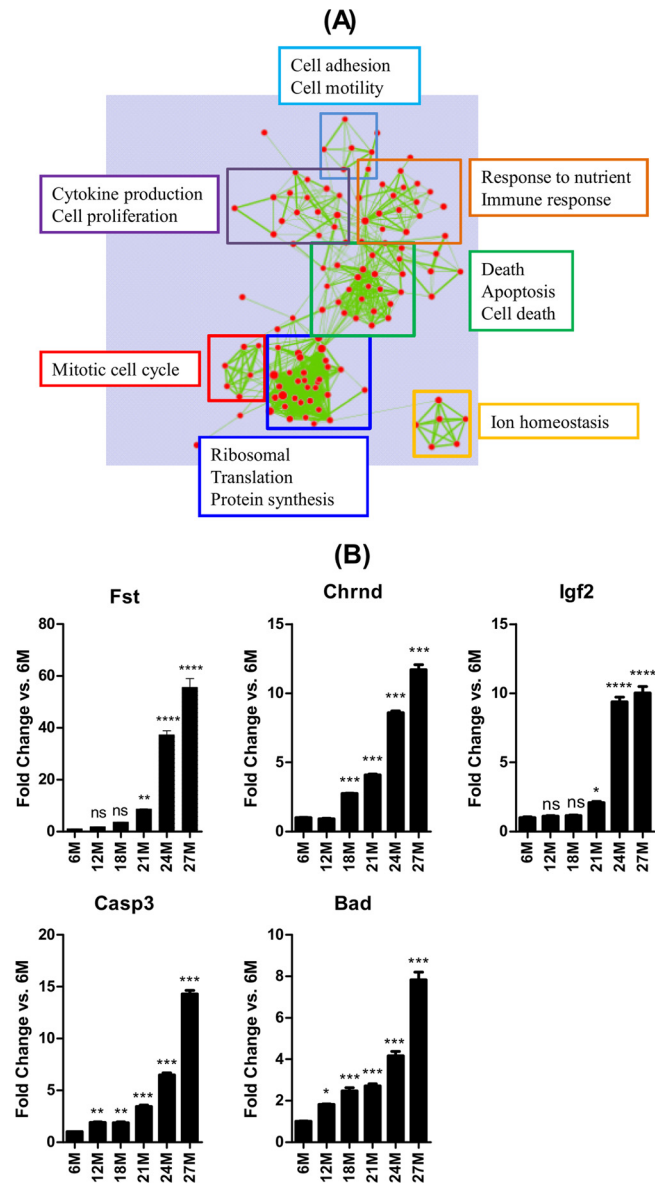 (A)
Cell adhesion
Cell motility
Cytokine production
Cell proliferation
Response to nutrient
Immune response
Death
Apoptosis
Cell death
Mitotic cell cycle
Ion homeostasis
Ribosomal
Translation
Protein synthesis
(B)
Fst
Fold Change vs. 6M
80
60
40
20
0
ns
ns
**
****
****
6M
12M
18M
21M
24M
27M
Chrnd
Fold Change vs. 6M
15
10
5
0
***
***
***
***
6M
12M
18M
21M
24M
27M
Igf2
Fold Change vs. 6M
15
10
5
0
ns
ns
*
****
****
6M
12M
18M
21M
24M
27M
Casp3
Fold Change vs. 6M
20
15
10
5
0
**
**
***
***
***
6M
12M
18M
21M
24M
27M
Bad
Fold Change vs. 6M
10
8
6
4
2
0
*
***
***
***
***
6M
12M
18M
21M
24M
27M